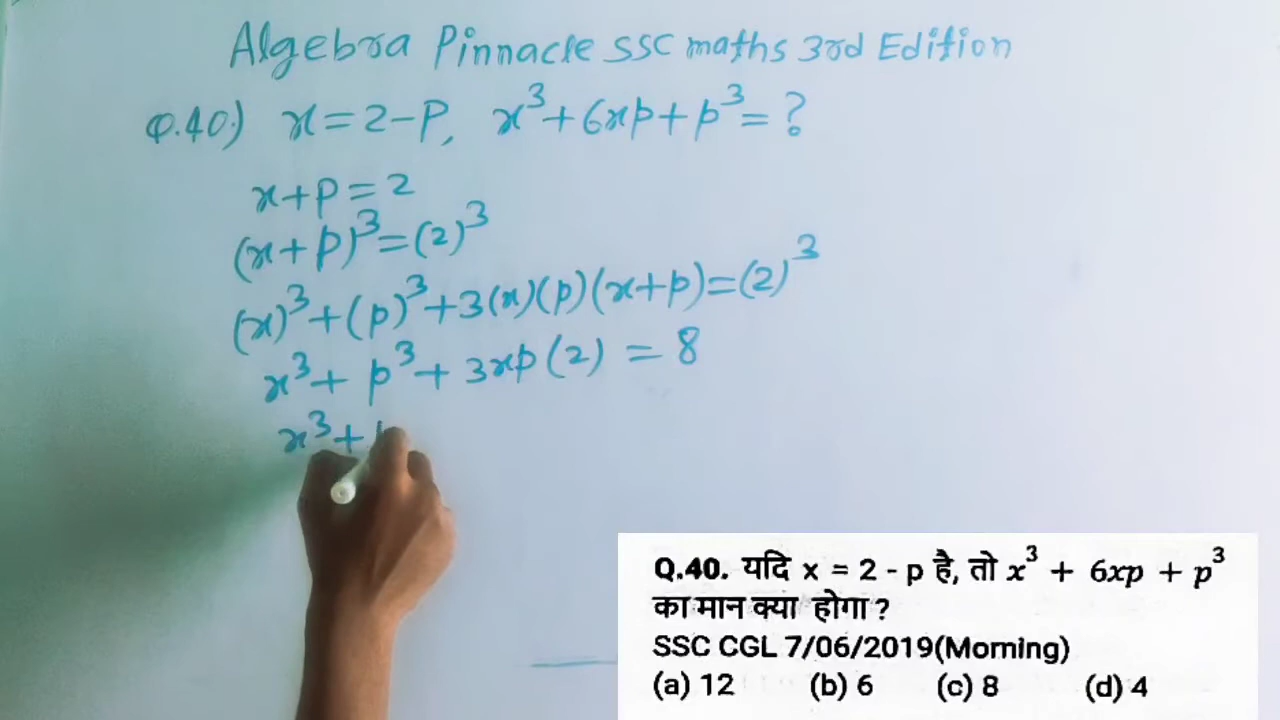 Algebra Pinnacle SSC maths 3rd Edition
Q.40.) x = 2 - P, x³ + 6xp + p³ = ?
x + p = 2
(x + p)³ = (2)³
(x)³ + (p)³ + 3(x)(p)(x+p) = (2)³
x³ + p³ + 3xp(2) = 8
x³ +
Q.40. यदि x = 2 - p है, तो x³ + 6xp + p³
का मान क्या होगा ?
SSC CGL 7/06/2019(Morning)
(a) 12 (b) 6 (c) 8 (d) 4